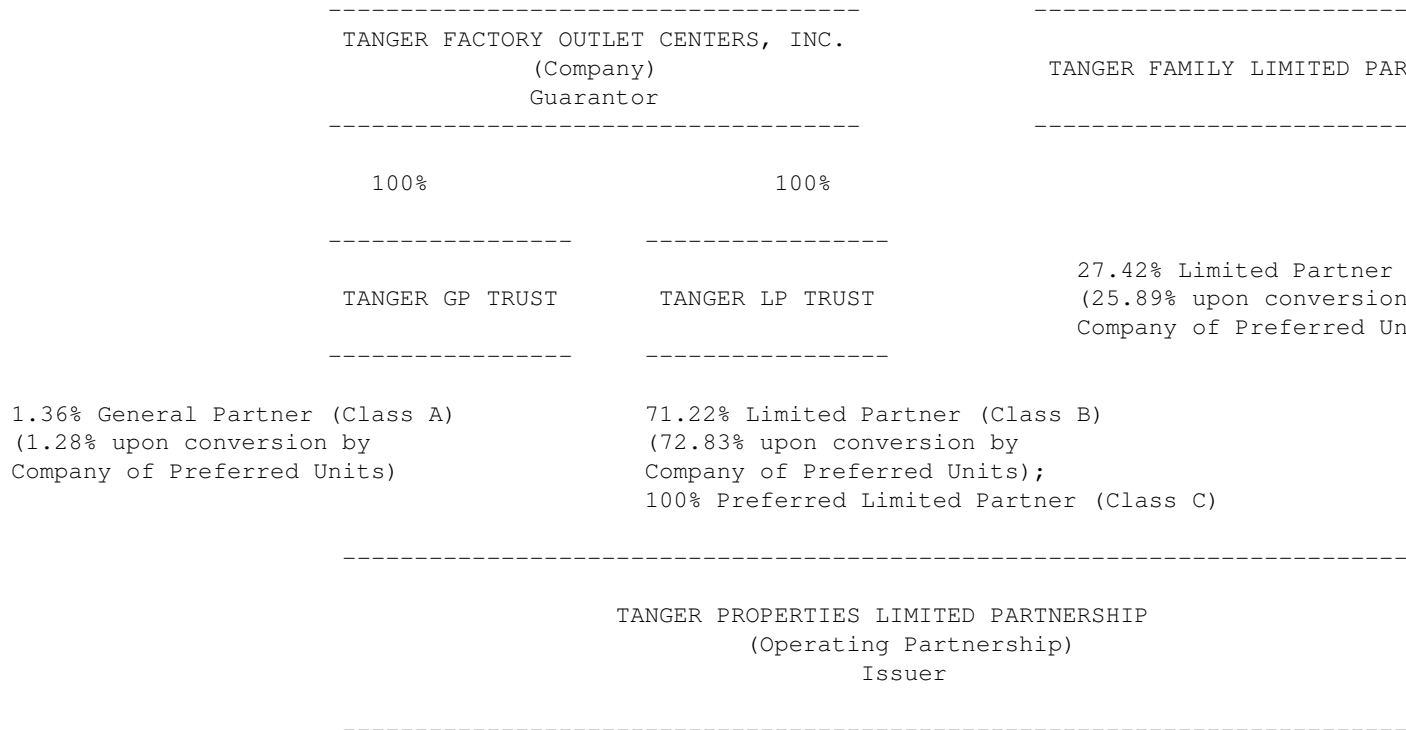 TANGER FACTORY OUTLET CENTERS, INC.
(Company)
Guarantor
TANGER FAMILY LIMITED PAR
100% 100%
TANGER GP TRUST TANGER LP TRUST
27.42% Limited Partner
(25.89% upon conversion
Company of Preferred Un
1.36% General Partner (Class A)
(1.28% upon conversion by
Company of Preferred Units)
71.22% Limited Partner (Class B)
(72.83% upon conversion by
Company of Preferred Units);
100% Preferred Limited Partner (Class C)
TANGER PROPERTIES LIMITED PARTNERSHIP
(Operating Partnership)
Issuer